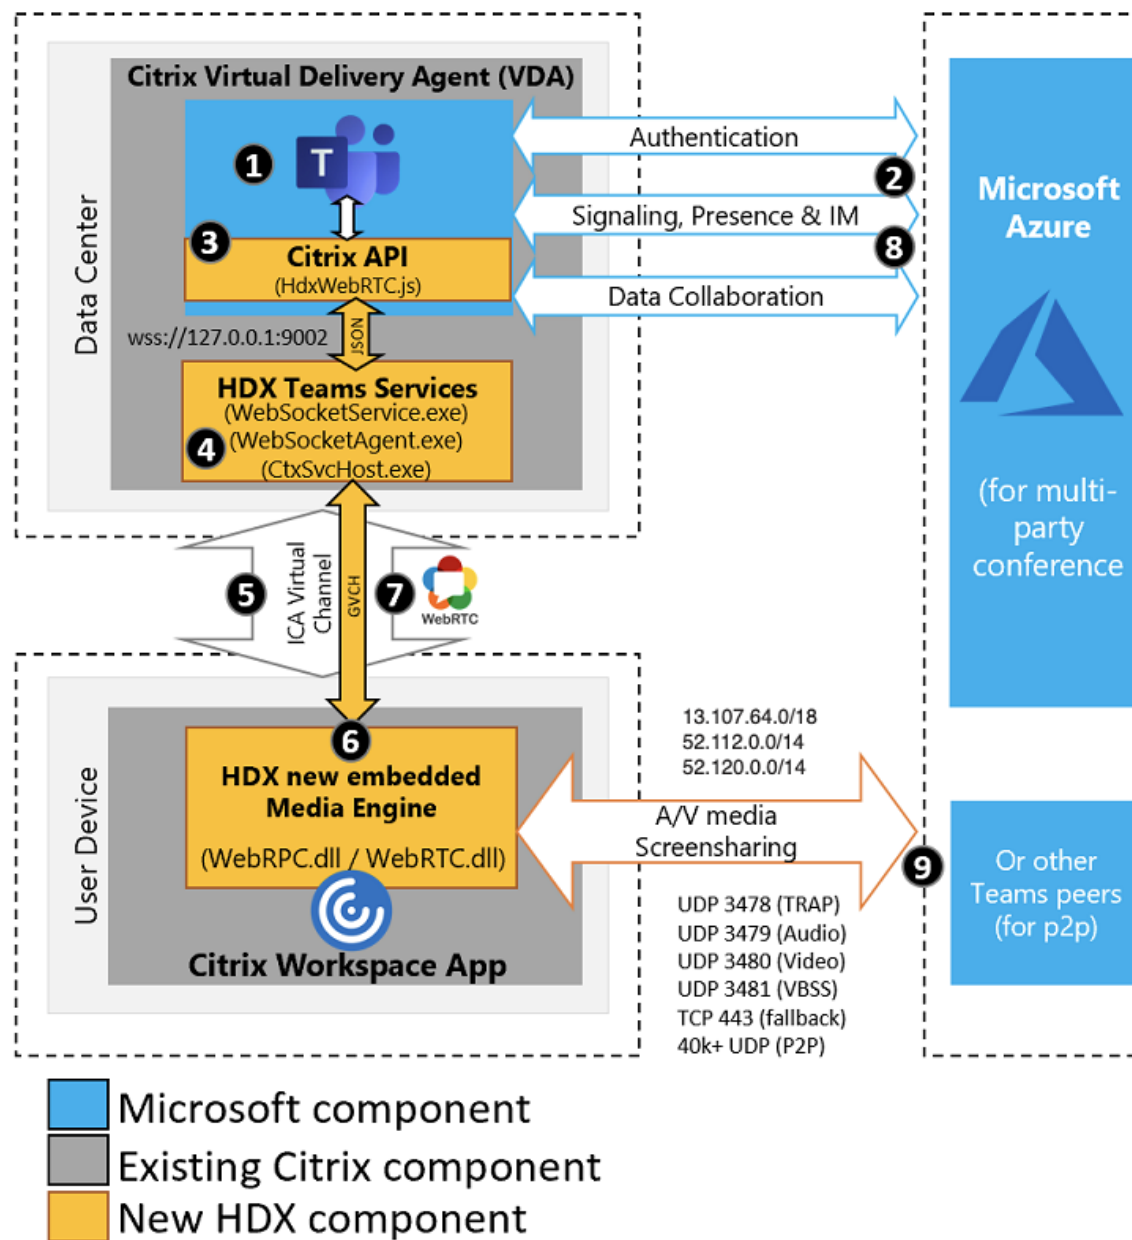 Citrix Virtual Delivery Agent (VDA)
Data Center
1
T
3
Citrix API
(HdxWebRTC.js)
wss://127.0.0.1:9002
JSON
HDX Teams Services
(WebSocketService.exe)
4
(WebSocketAgent.exe)
(CtxSvcHost.exe)
Authentication
2
Signaling, Presence & IM
8
Data Collaboration
Microsoft
Azure
(for multi-
party
conference
5
ICA Virtual
Channel
GVCH
7
WebRTC
User Device
6
HDX new embedded
Media Engine
(WebRPC.dll / WebRTC.dll)
Citrix Workspace App
13.107.64.0/18
52.112.0.0/14
52.120.0.0/14
A/V media
Screensharing
9
UDP 3478 (TRAP)
UDP 3479 (Audio)
UDP 3480 (Video)
UDP 3481 (VBSS)
TCP 443 (fallback)
40k+ UDP (P2P)
Or other
Teams peers
(for p2p)
Microsoft component
Existing Citrix component
New HDX component